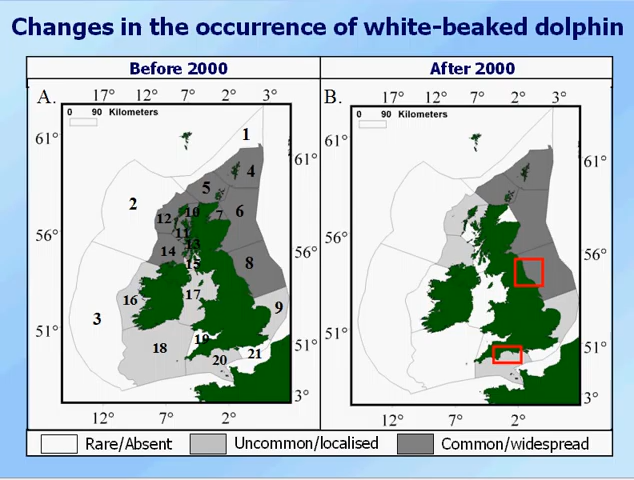 Changes in the occurrence of white-beaked dolphin
Before 2000
After 2000
A.
17° 12° 7° 2° 3°
0 90 Kilometers
61°
56°
51°
61°
56°
51°
3°
12° 7° 2°
1
2
3
4
5
6
7
8
9
10
11
12
13
14
15
16
17
18
19
20
21
B.
17° 12° 7° 2° 3°
0 90 Kilometers
61°
56°
51°
61°
56°
51°
3°
12° 7° 2°
Rare/Absent
Uncommon/localised
Common/widespread